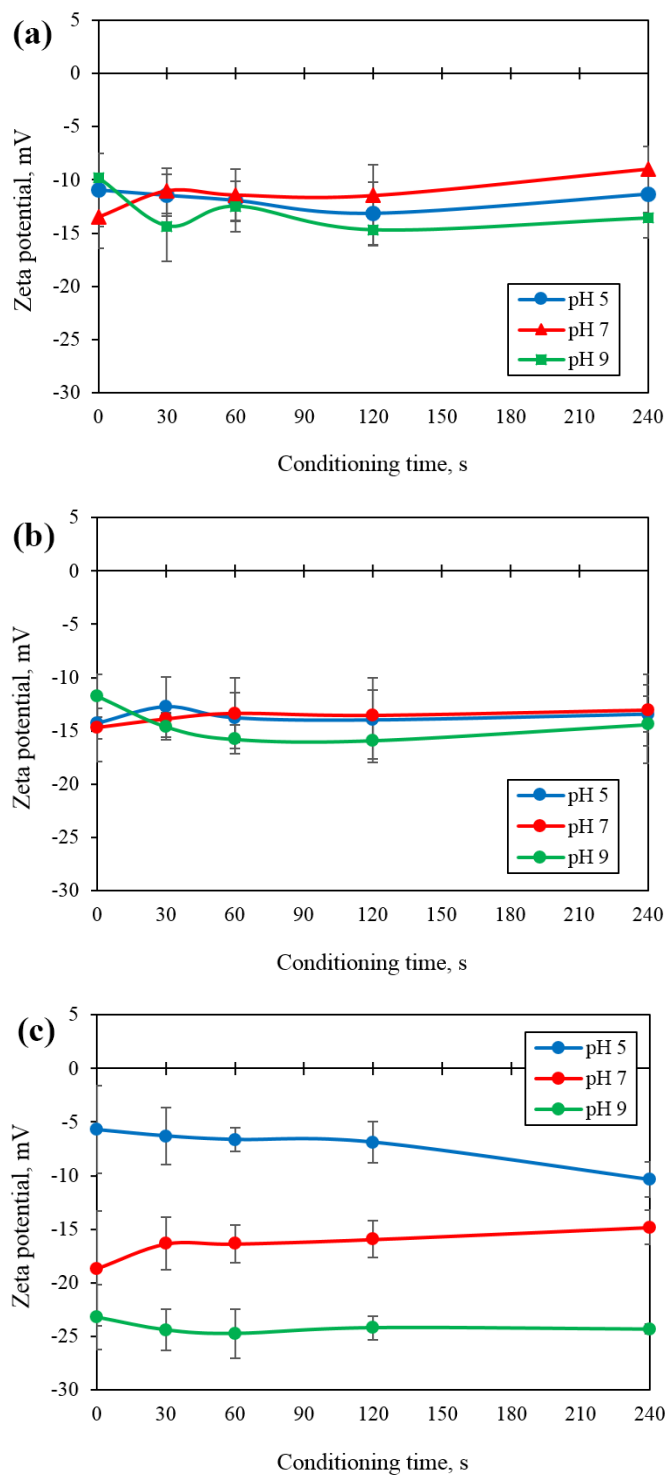 (a)
5
0
-5
-10
-15
-20
-25
-30
Zeta potential, mV
pH 5
pH 7
pH 9
0 30 60 90 120 150 180 210 240
Conditioning time, s
(b)
5
0
-5
-10
-15
-20
-25
-30
Zeta potential, mV
pH 5
pH 7
pH 9
0 30 60 90 120 150 180 210 240
Conditioning time, s
(c)
5
0
-5
-10
-15
-20
-25
-30
Zeta potential, mV
pH 5
pH 7
pH 9
0 30 60 90 120 150 180 210 240
Conditioning time, s